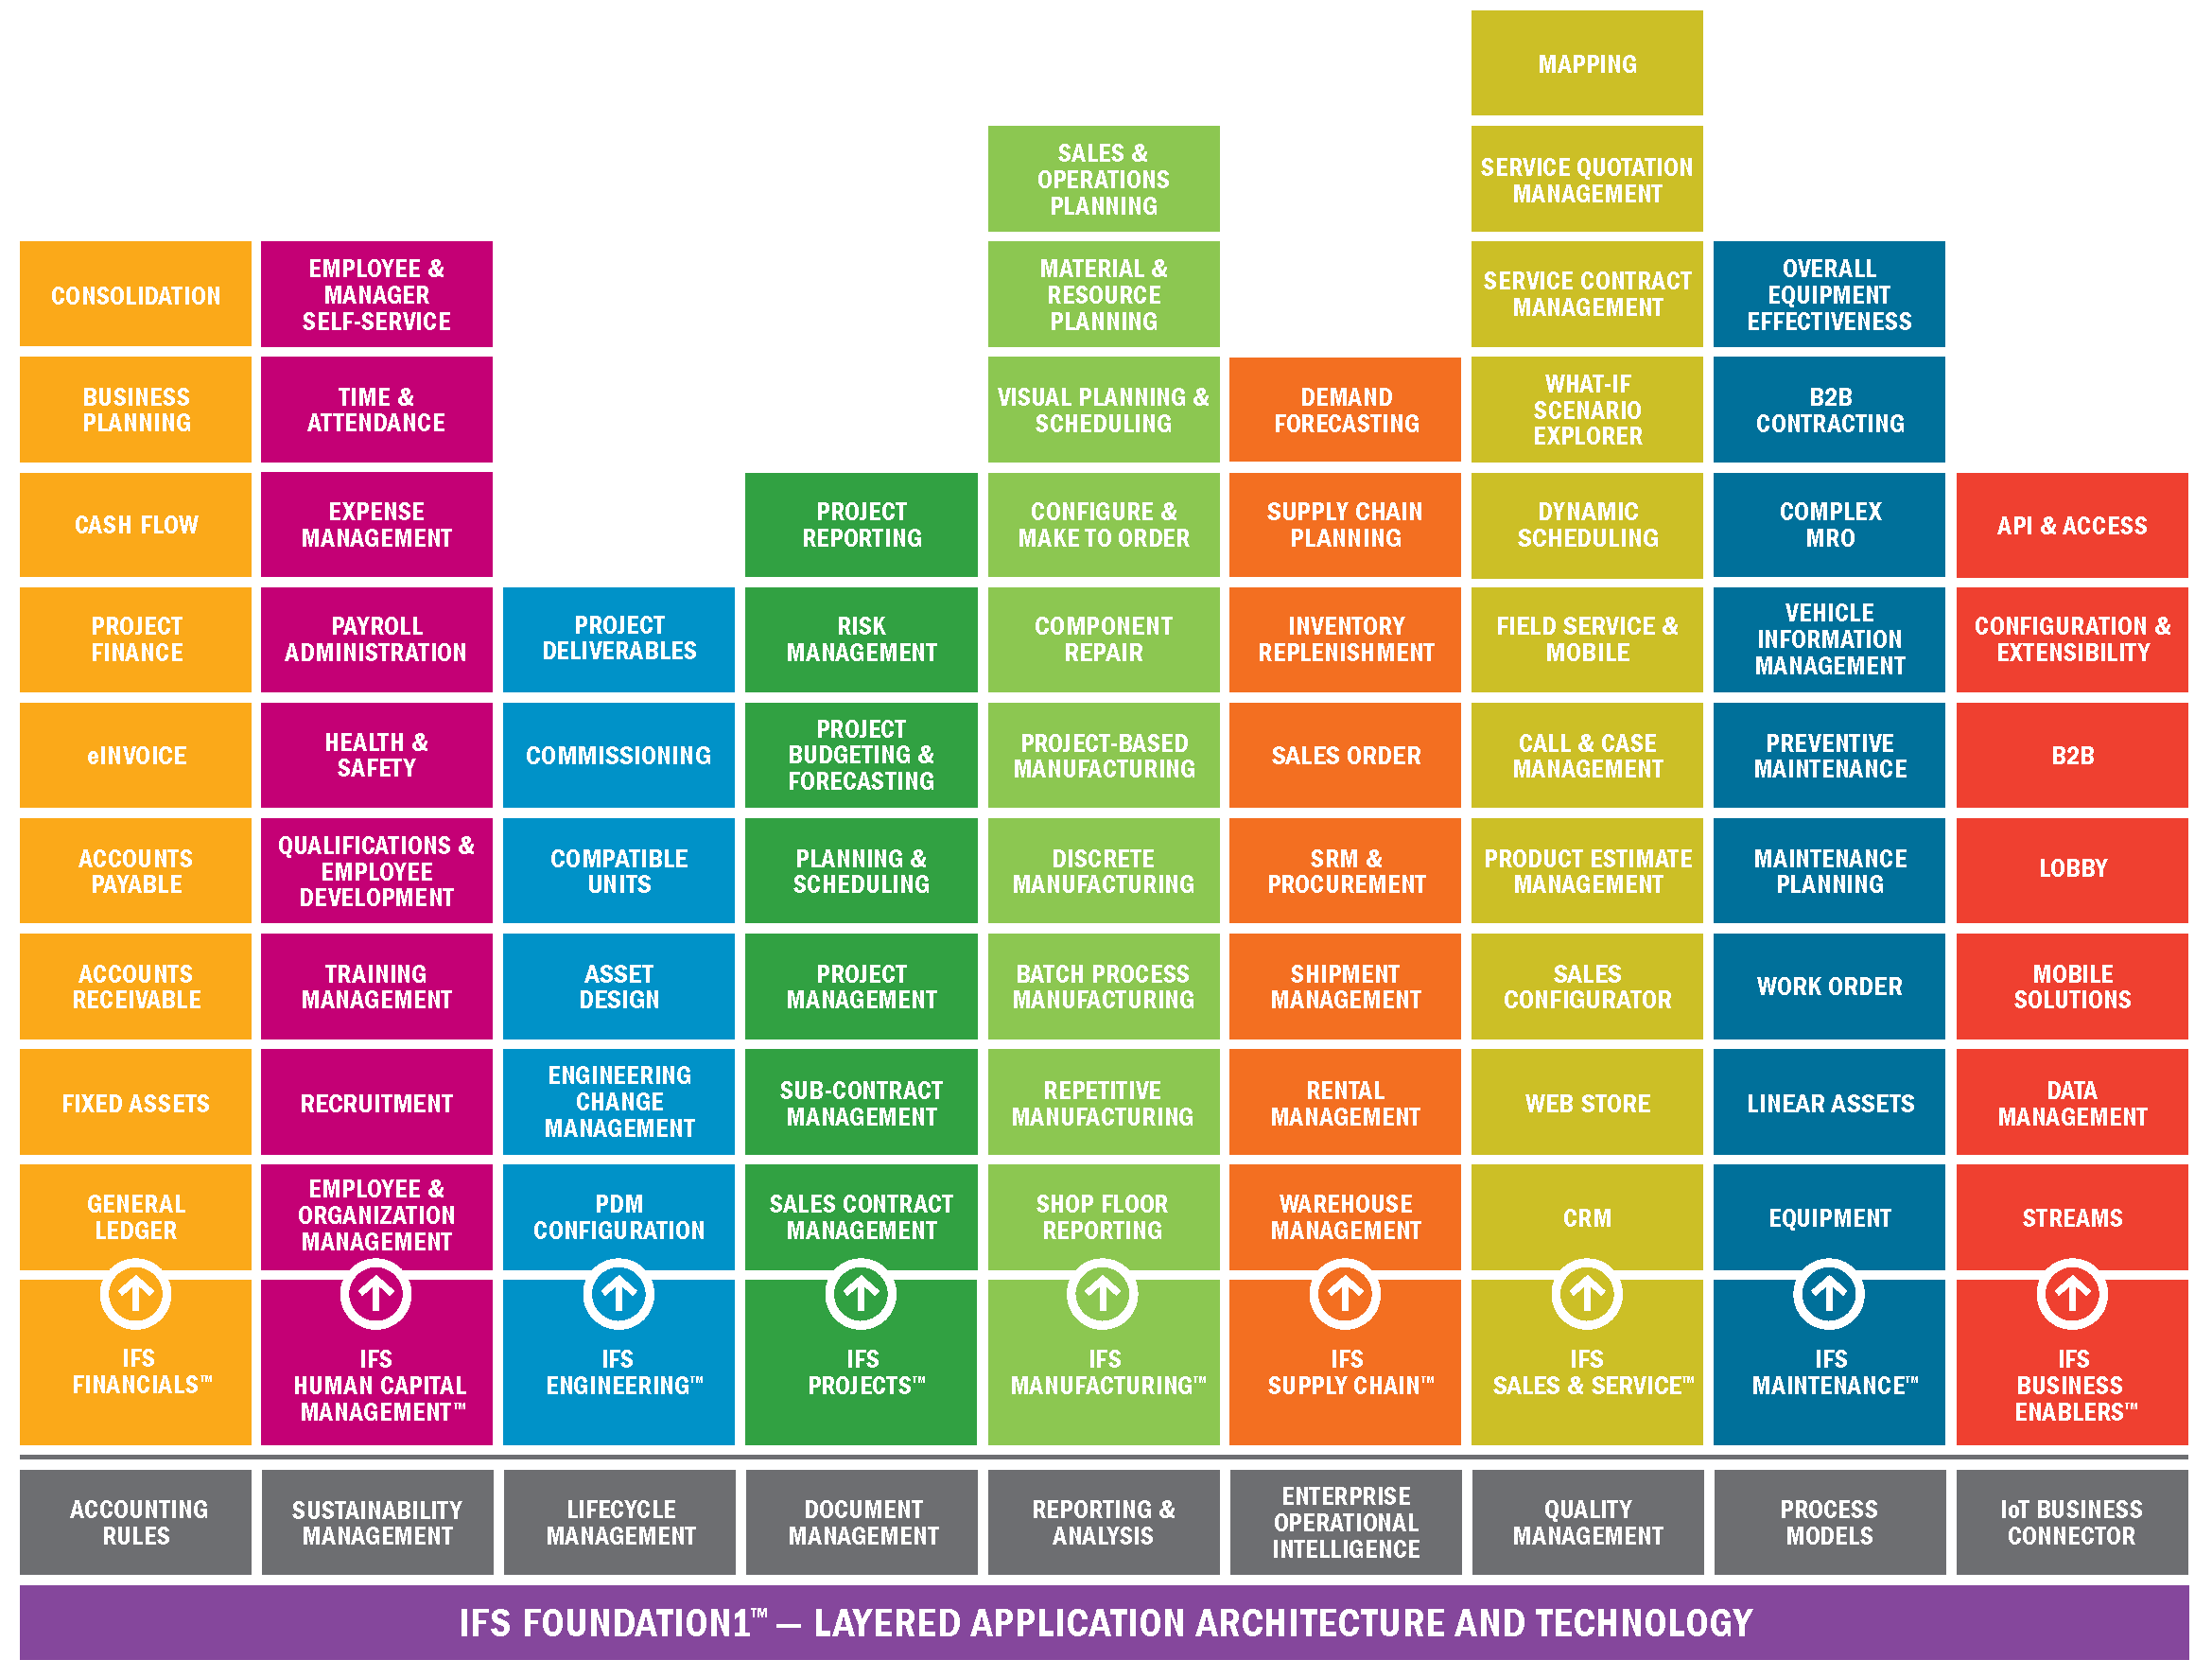 MAPPING
SALES &
OPERATIONS
PLANNING
SERVICE QUOTATION
MANAGEMENT
CONSOLIDATION
EMPLOYEE &
MANAGER
SELF-SERVICE
MATERIAL &
RESOURCE
PLANNING
SERVICE CONTRACT
MANAGEMENT
OVERALL
EQUIPMENT
EFFECTIVENESS
BUSINESS
PLANNING
TIME &
ATTENDANCE
VISUAL PLANNING &
SCHEDULING
DEMAND
FORECASTING
WHAT-IF
SCENARIO
EXPLORER
B2B
CONTRACTING
CASH FLOW
EXPENSE
MANAGEMENT
PROJECT
REPORTING
CONFIGURE &
MAKE TO ORDER
SUPPLY CHAIN
PLANNING
DYNAMIC
SCHEDULING
COMPLEX
MRO
API & ACCESS
PROJECT
FINANCE
PAYROLL
ADMINISTRATION
PROJECT
DELIVERABLES
RISK
MANAGEMENT
COMPONENT
REPAIR
INVENTORY
REPLENISHMENT
FIELD SERVICE &
MOBILE
VEHICLE
INFORMATION
MANAGEMENT
CONFIGURATION &
EXTENSIBILITY
eINVOICE
HEALTH &
SAFETY
COMMISSIONING
PROJECT
BUDGETING &
FORECASTING
PROJECT-BASED
MANUFACTURING
SALES ORDER
CALL & CASE
MANAGEMENT
PREVENTIVE
MAINTENANCE
B2B
ACCOUNTS
PAYABLE
QUALIFICATIONS &
EMPLOYEE
DEVELOPMENT
COMPATIBLE
UNITS
PLANNING &
SCHEDULING
DISCRETE
MANUFACTURING
SRM &
PROCUREMENT
PRODUCT ESTIMATE
MANAGEMENT
MAINTENANCE
PLANNING
LOBBY
ACCOUNTS
RECEIVABLE
TRAINING
MANAGEMENT
ASSET
DESIGN
PROJECT
MANAGEMENT
BATCH PROCESS
MANUFACTURING
SHIPMENT
MANAGEMENT
SALES
CONFIGURATOR
WORK ORDER
MOBILE
SOLUTIONS
FIXED ASSETS
RECRUITMENT
ENGINEERING
CHANGE
MANAGEMENT
SUB-CONTRACT
MANAGEMENT
REPETITIVE
MANUFACTURING
RENTAL
MANAGEMENT
WEB STORE
LINEAR ASSETS
DATA
MANAGEMENT
GENERAL
LEDGER
EMPLOYEE &
ORGANIZATION
MANAGEMENT
PDM
CONFIGURATION
SALES CONTRACT
MANAGEMENT
SHOP FLOOR
REPORTING
WAREHOUSE
MANAGEMENT
CRM
EQUIPMENT
STREAMS
IFS
FINANCIALS™
IFS
HUMAN CAPITAL
MANAGEMENT™
IFS
ENGINEERING™
IFS
PROJECTS™
IFS
MANUFACTURING™
IFS
SUPPLY CHAIN™
IFS
SALES & SERVICE™
IFS
MAINTENANCE™
IFS
BUSINESS
ENABLERS™
ACCOUNTING
RULES
SUSTAINABILITY
MANAGEMENT
LIFECYCLE
MANAGEMENT
DOCUMENT
MANAGEMENT
REPORTING &
ANALYSIS
ENTERPRISE
OPERATIONAL
INTELLIGENCE
QUALITY
MANAGEMENT
PROCESS
MODELS
IoT BUSINESS
CONNECTOR
IFS FOUNDATION1™ — LAYERED APPLICATION ARCHITECTURE AND TECHNOLOGY